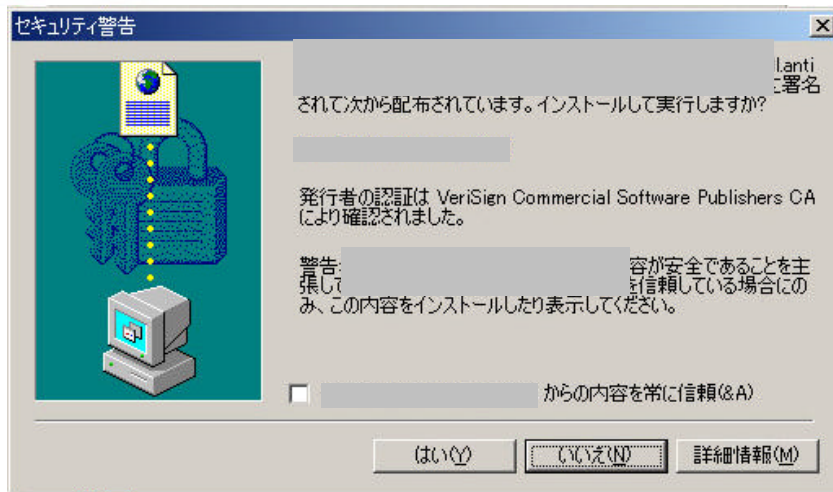 セキュリティ警告
l.anti
と署名
されて次から配布されています。インストールして実行しますか?
発行者の認証は VeriSign Commercial Software Publishers CA
により確認されました。
警告: 容が安全であることを主
張して を信頼している場合にの
み、この内容をインストールしたり表示してください。
からの内容を常に信頼(&A)
はい(Y) いいえ(N) 詳細情報(M)